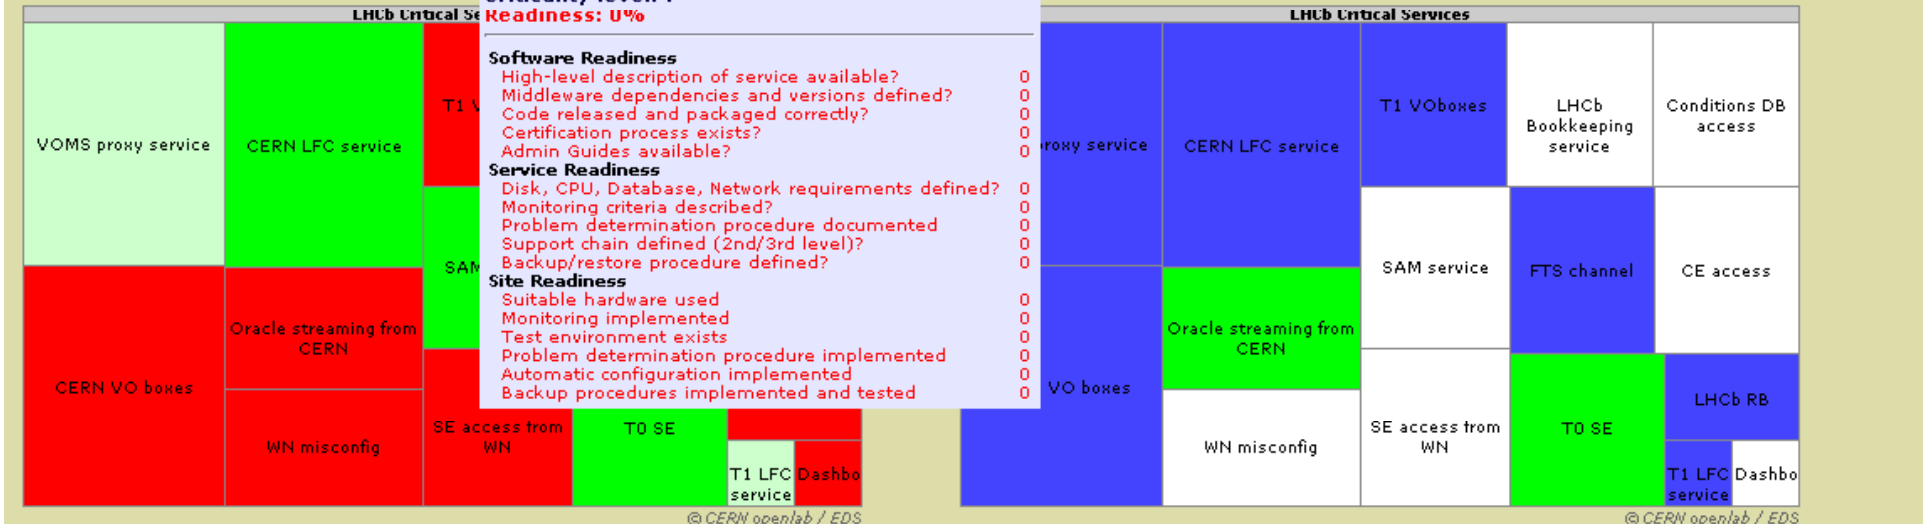 LHCb Critical Se
Readiness: 0%
LHCb Critical Services
Software Readiness
High-level description of service available? 0
Middleware dependencies and versions defined? 0
Code released and packaged correctly? 0
Certification process exists? 0
Admin Guides available? 0
Service Readiness
Disk, CPU, Database, Network requirements defined? 0
Monitoring criteria described? 0
Problem determination procedure documented 0
Support chain defined (2nd/3rd level)? 0
Backup/restore procedure defined? 0
Site Readiness
Suitable hardware used 0
Monitoring implemented 0
Test environment exists 0
Problem determination procedure implemented 0
Automatic configuration implemented 0
Backup procedures implemented and tested 0
VOMS proxy service
CERN LFC service
T1 V
SAM
CERN VO boxes
Oracle streaming from
CERN
WN misconfig
SE access from
WN
T0 SE
T1 LFC
service
Dashbo
© CERN openlab / EDS
roxy service
CERN LFC service
T1 VOboxes
LHCb
Bookkeeping
service
Conditions DB
access
SAM service
FTS channel
CE access
VO boxes
Oracle streaming from
CERN
WN misconfig
SE access from
WN
T0 SE
LHCb RB
T1 LFC
service
Dashbo
© CERN openlab / EDS